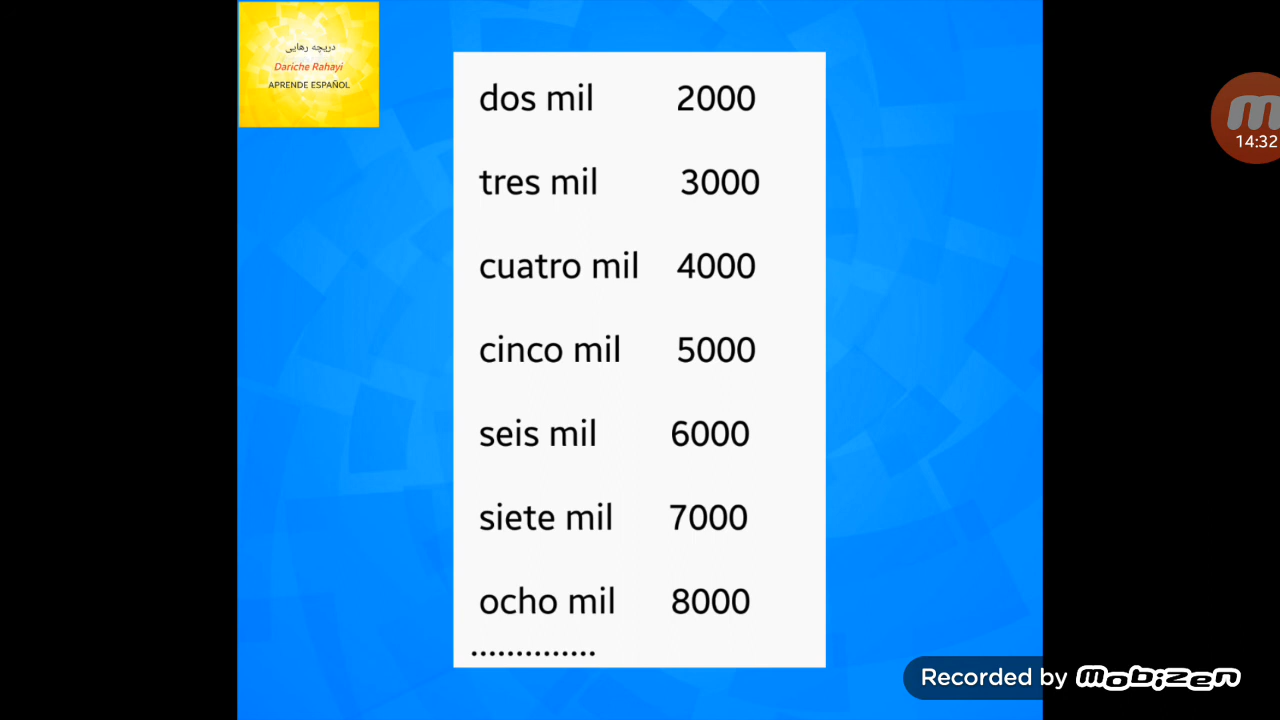 دریچه رهایی
Dariche Rahayi
APRENDE ESPAÑOL
dos mil 2000
tres mil 3000
cuatro mil 4000
cinco mil 5000
seis mil 6000
siete mil 7000
ocho mil 8000
..............
14:32
Recorded by mobizen